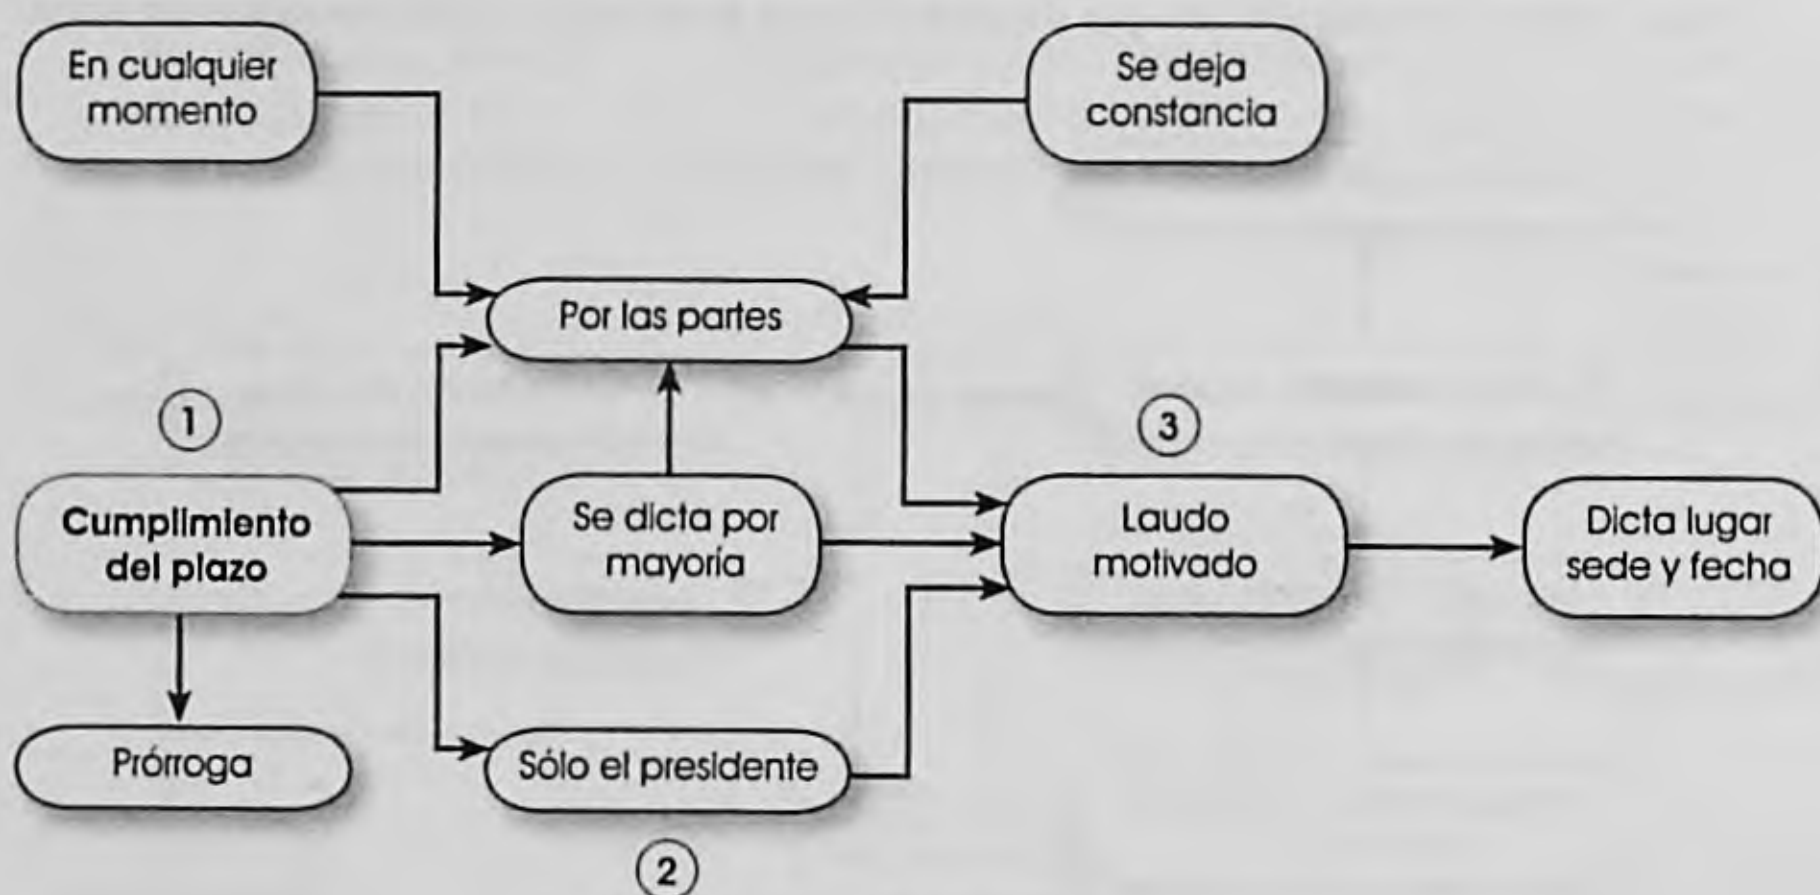 En cualquier
momento
Se deja
constancia
Por las partes
1
3
Cumplimiento
del plazo
Se dicta por
mayoría
Laudo
motivado
Dicta lugar
sede y fecha
Prórroga
Sólo el presidente
2